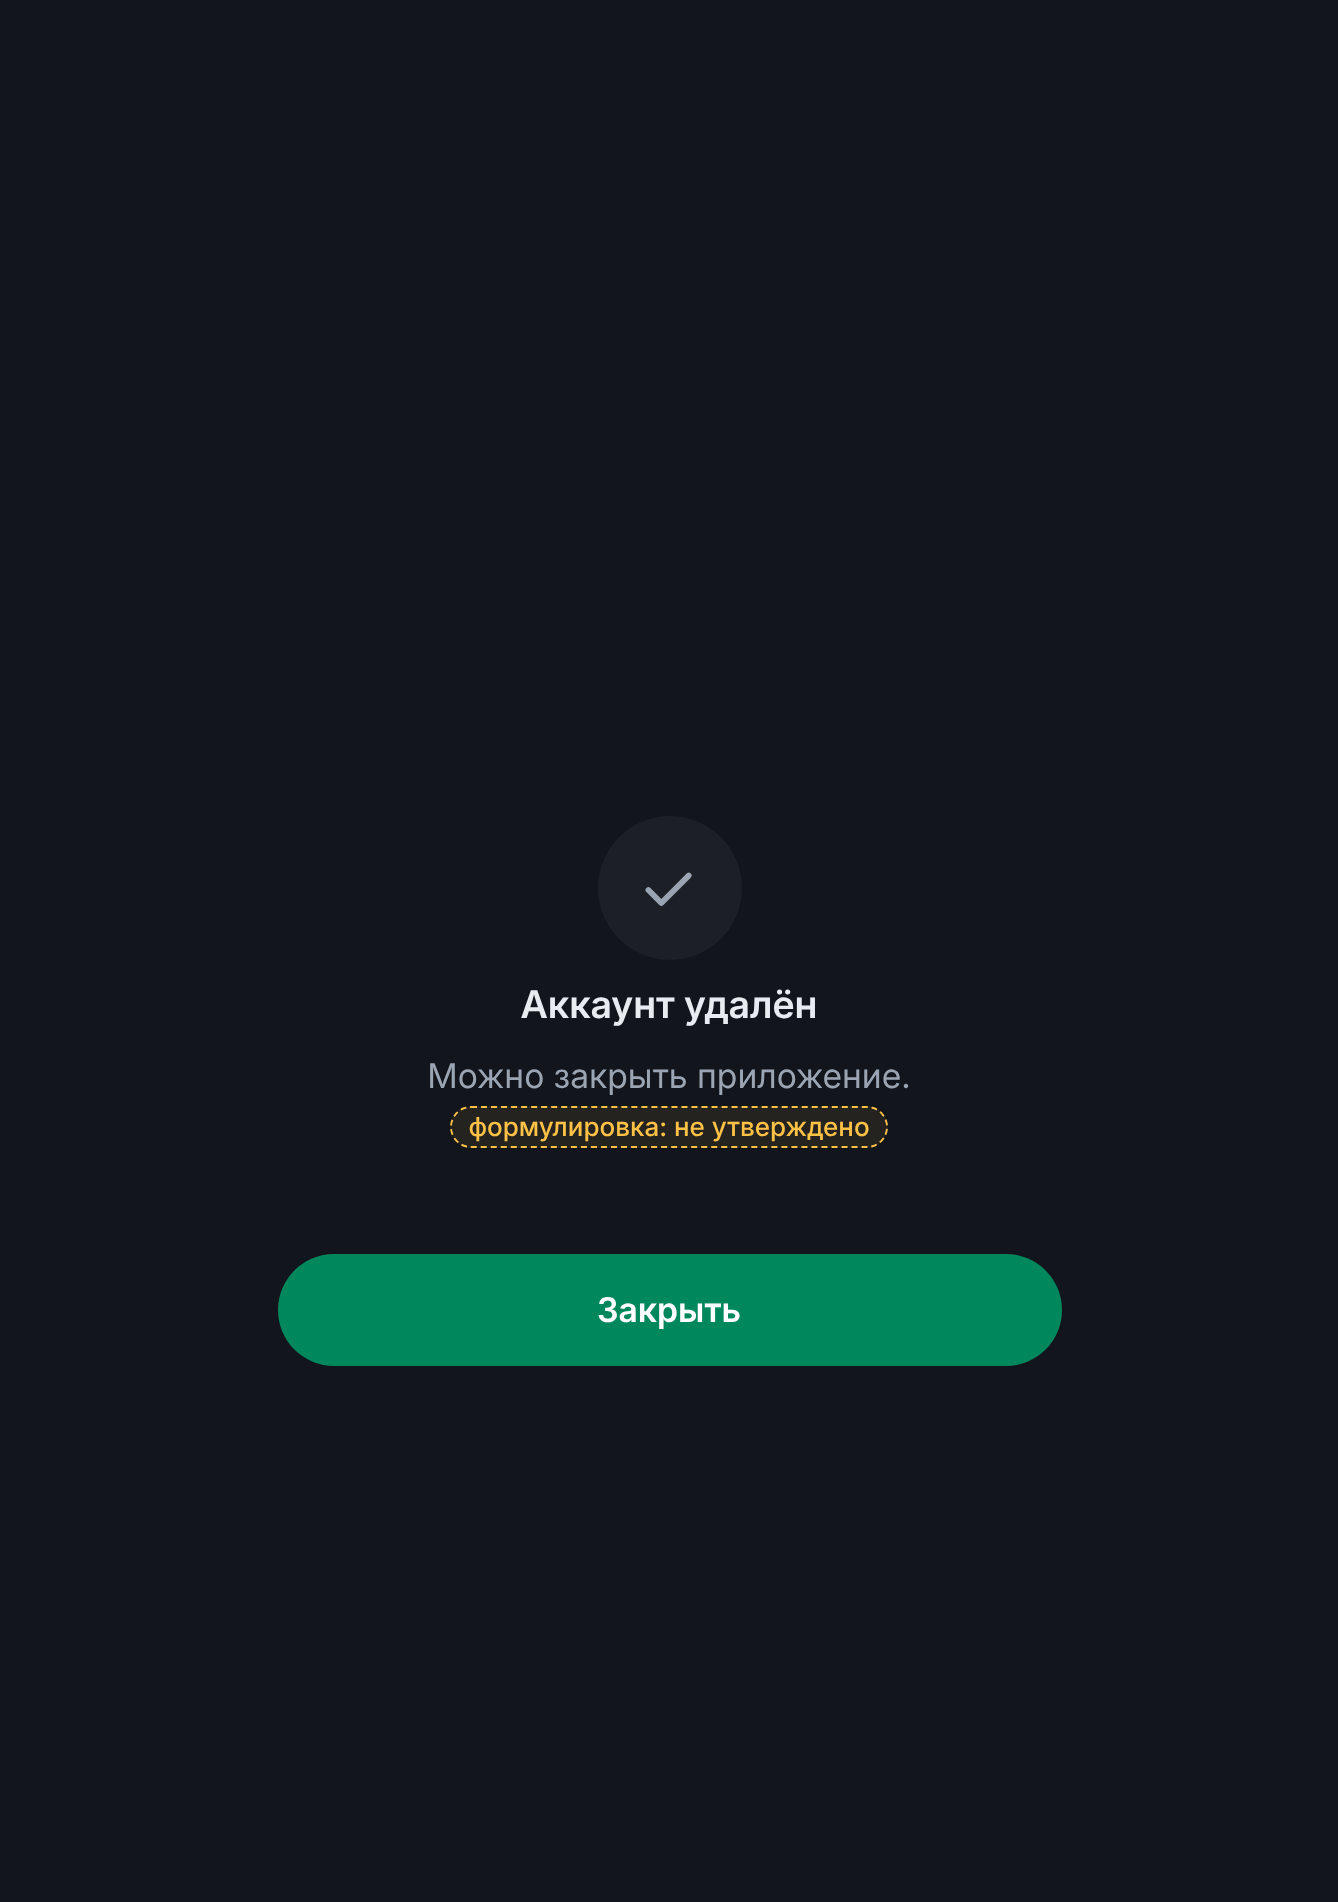 Аккаунт удалён
Можно закрыть приложение.
формулировка: не утверждено
Закрыть